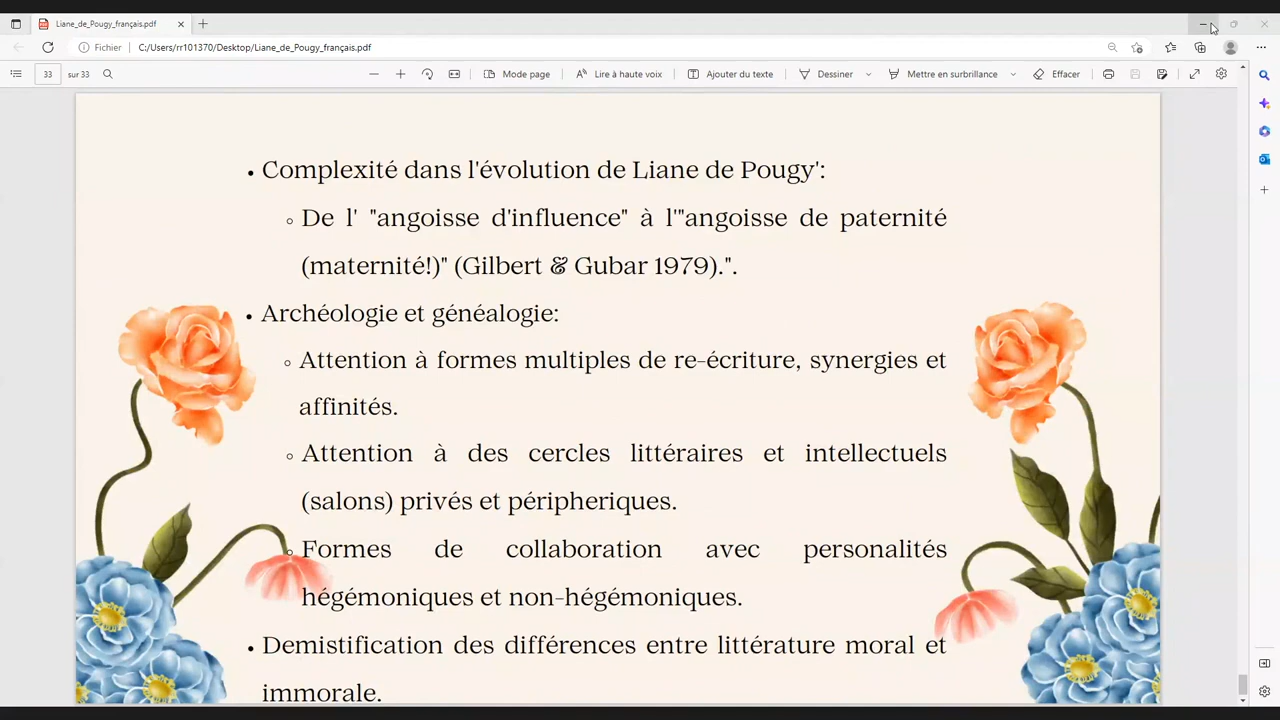 Liane_de_Pougy_français.pdf
Fichier C:/Users/rr101370/Desktop/Liane_de_Pougy_français.pdf
33 sur 33 Mode page Lire à haute voix Ajouter du texte Dessiner Mettre en surbrillance Effacer
• Complexité dans l'évolution de Liane de Pougy':
◦ De l' "angoisse d'influence" à l'"angoisse de paternité
(maternité!)" (Gilbert & Gubar 1979).".
• Archéologie et généalogie:
◦ Attention à formes multiples de re-écriture, synergies et
affinités.
◦ Attention à des cercles littéraires et intellectuels
(salons) privés et péripheriques.
◦ Formes de collaboration avec personalités
hégémoniques et non-hégémoniques.
• Demistification des différences entre littérature moral et
immorale.